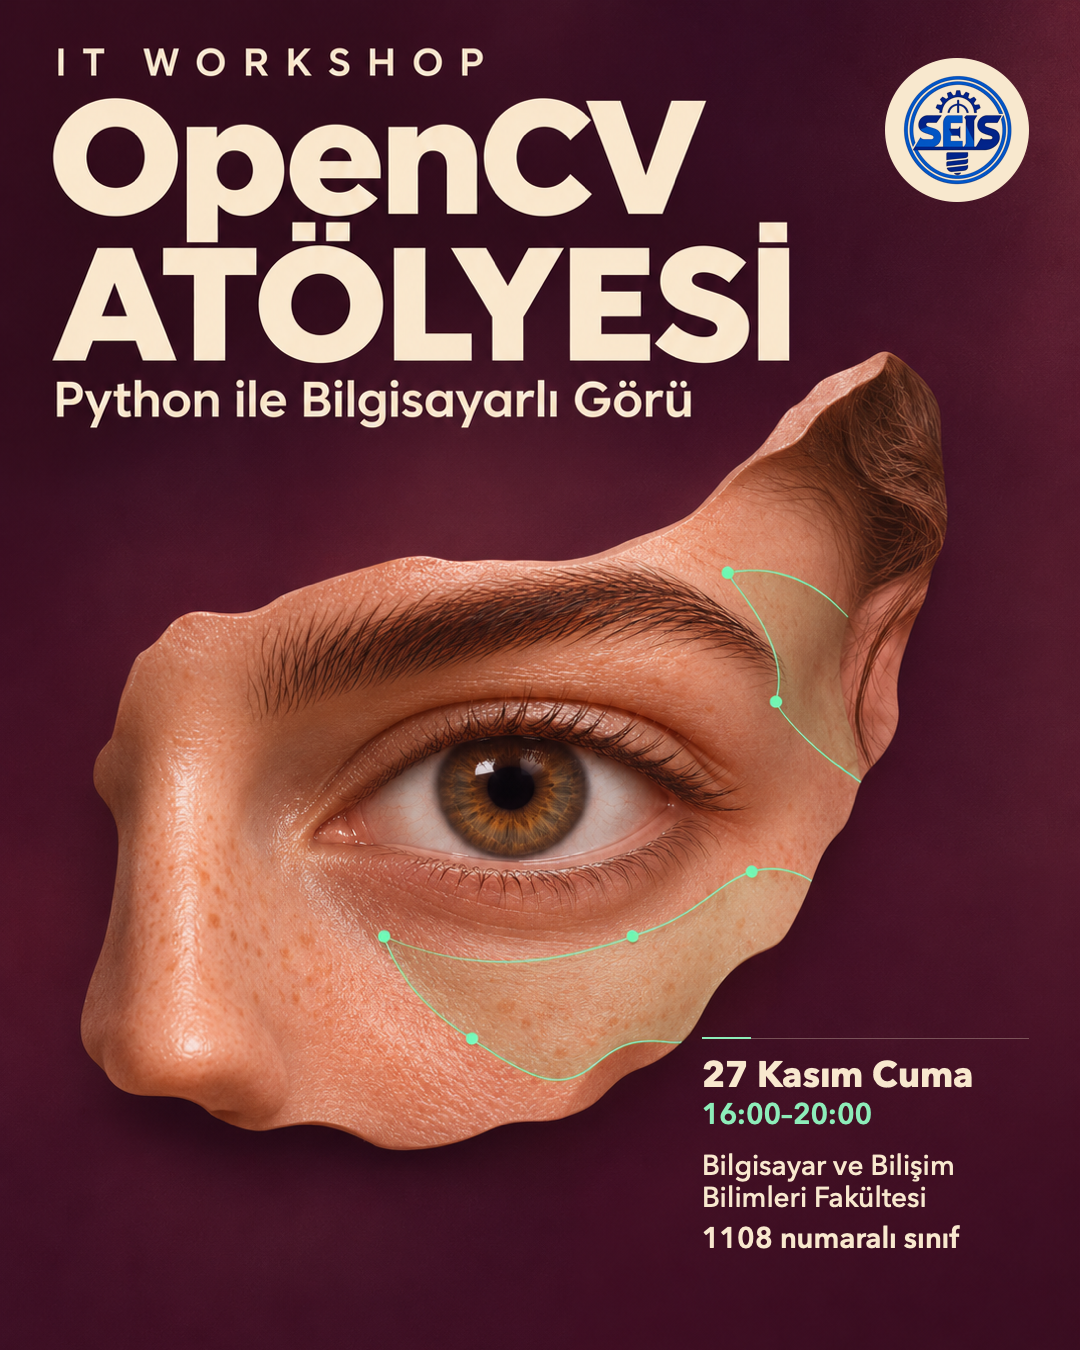 IT WORKSHOP
SEIS
OpenCV
ATÖLYESİ
Python ile Bilgisayarlı Görü
27 Kasım Cuma
16:00–20:00
Bilgisayar ve Bilişim
Bilimleri Fakültesi
1108 numaralı sınıf